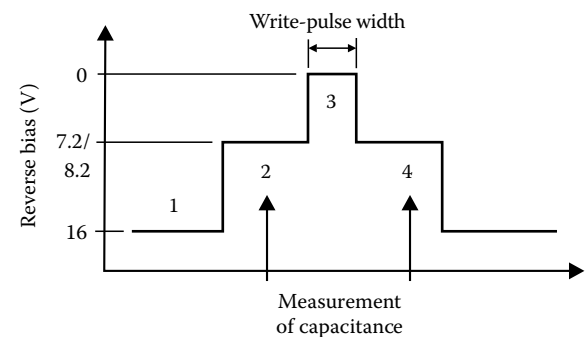 Write-pulse width
0
3
7.2/
8.2
2
4
1
16
Reverse bias (V)
Measurement
of capacitance